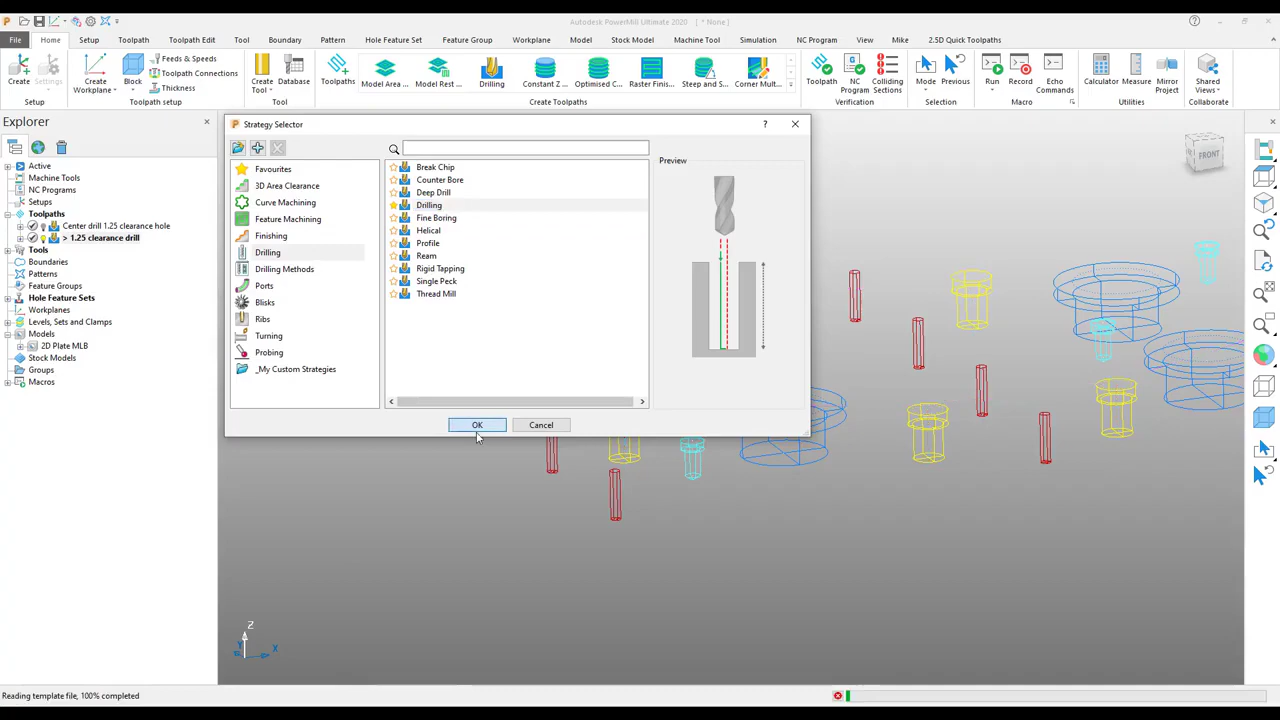 Autodesk PowerMill Ultimate 2020 [ * None ]
File Home Setup Toolpath Toolpath Edit Tool Boundary Pattern Hole Feature Set Feature Group Workplane Model Stock Model Machine Tool Simulation NC Program View Mike 2.5D Quick Toolpaths
Create
Settings
Setup
Create Workplane
Block
Feeds & Speeds
Toolpath Connections
Thickness
Toolpath setup
Create Tool
Database
Tool
Toolpaths
Model Area ...
Model Rest ...
Drilling
Constant Z ...
Optimised C...
Raster Finis...
Steep and S...
Corner Mult...
Create Toolpaths
Toolpath
NC Program
Colliding Sections
Verification
Mode
Previous
Selection
Run
Record
Echo Commands
Macro
Calculator
Measure
Mirror Project
Utilities
Shared Views
Collaborate
Explorer
Active
Machine Tools
NC Programs
Setups
Toolpaths
Center drill 1.25 clearance hole
> 1.25 clearance drill
Tools
Boundaries
Patterns
Feature Groups
Hole Feature Sets
Workplanes
Levels, Sets and Clamps
Models
2D Plate MLB
Stock Models
Groups
Macros
Strategy Selector
Favourites
3D Area Clearance
Curve Machining
Feature Machining
Finishing
Drilling
Drilling Methods
Ports
Blisks
Ribs
Turning
Probing
_My Custom Strategies
Break Chip
Counter Bore
Deep Drill
Drilling
Fine Boring
Helical
Profile
Ream
Rigid Tapping
Single Peck
Thread Mill
Preview
OK
Cancel
FRONT
Z
Y
X
Reading template file, 100% completed